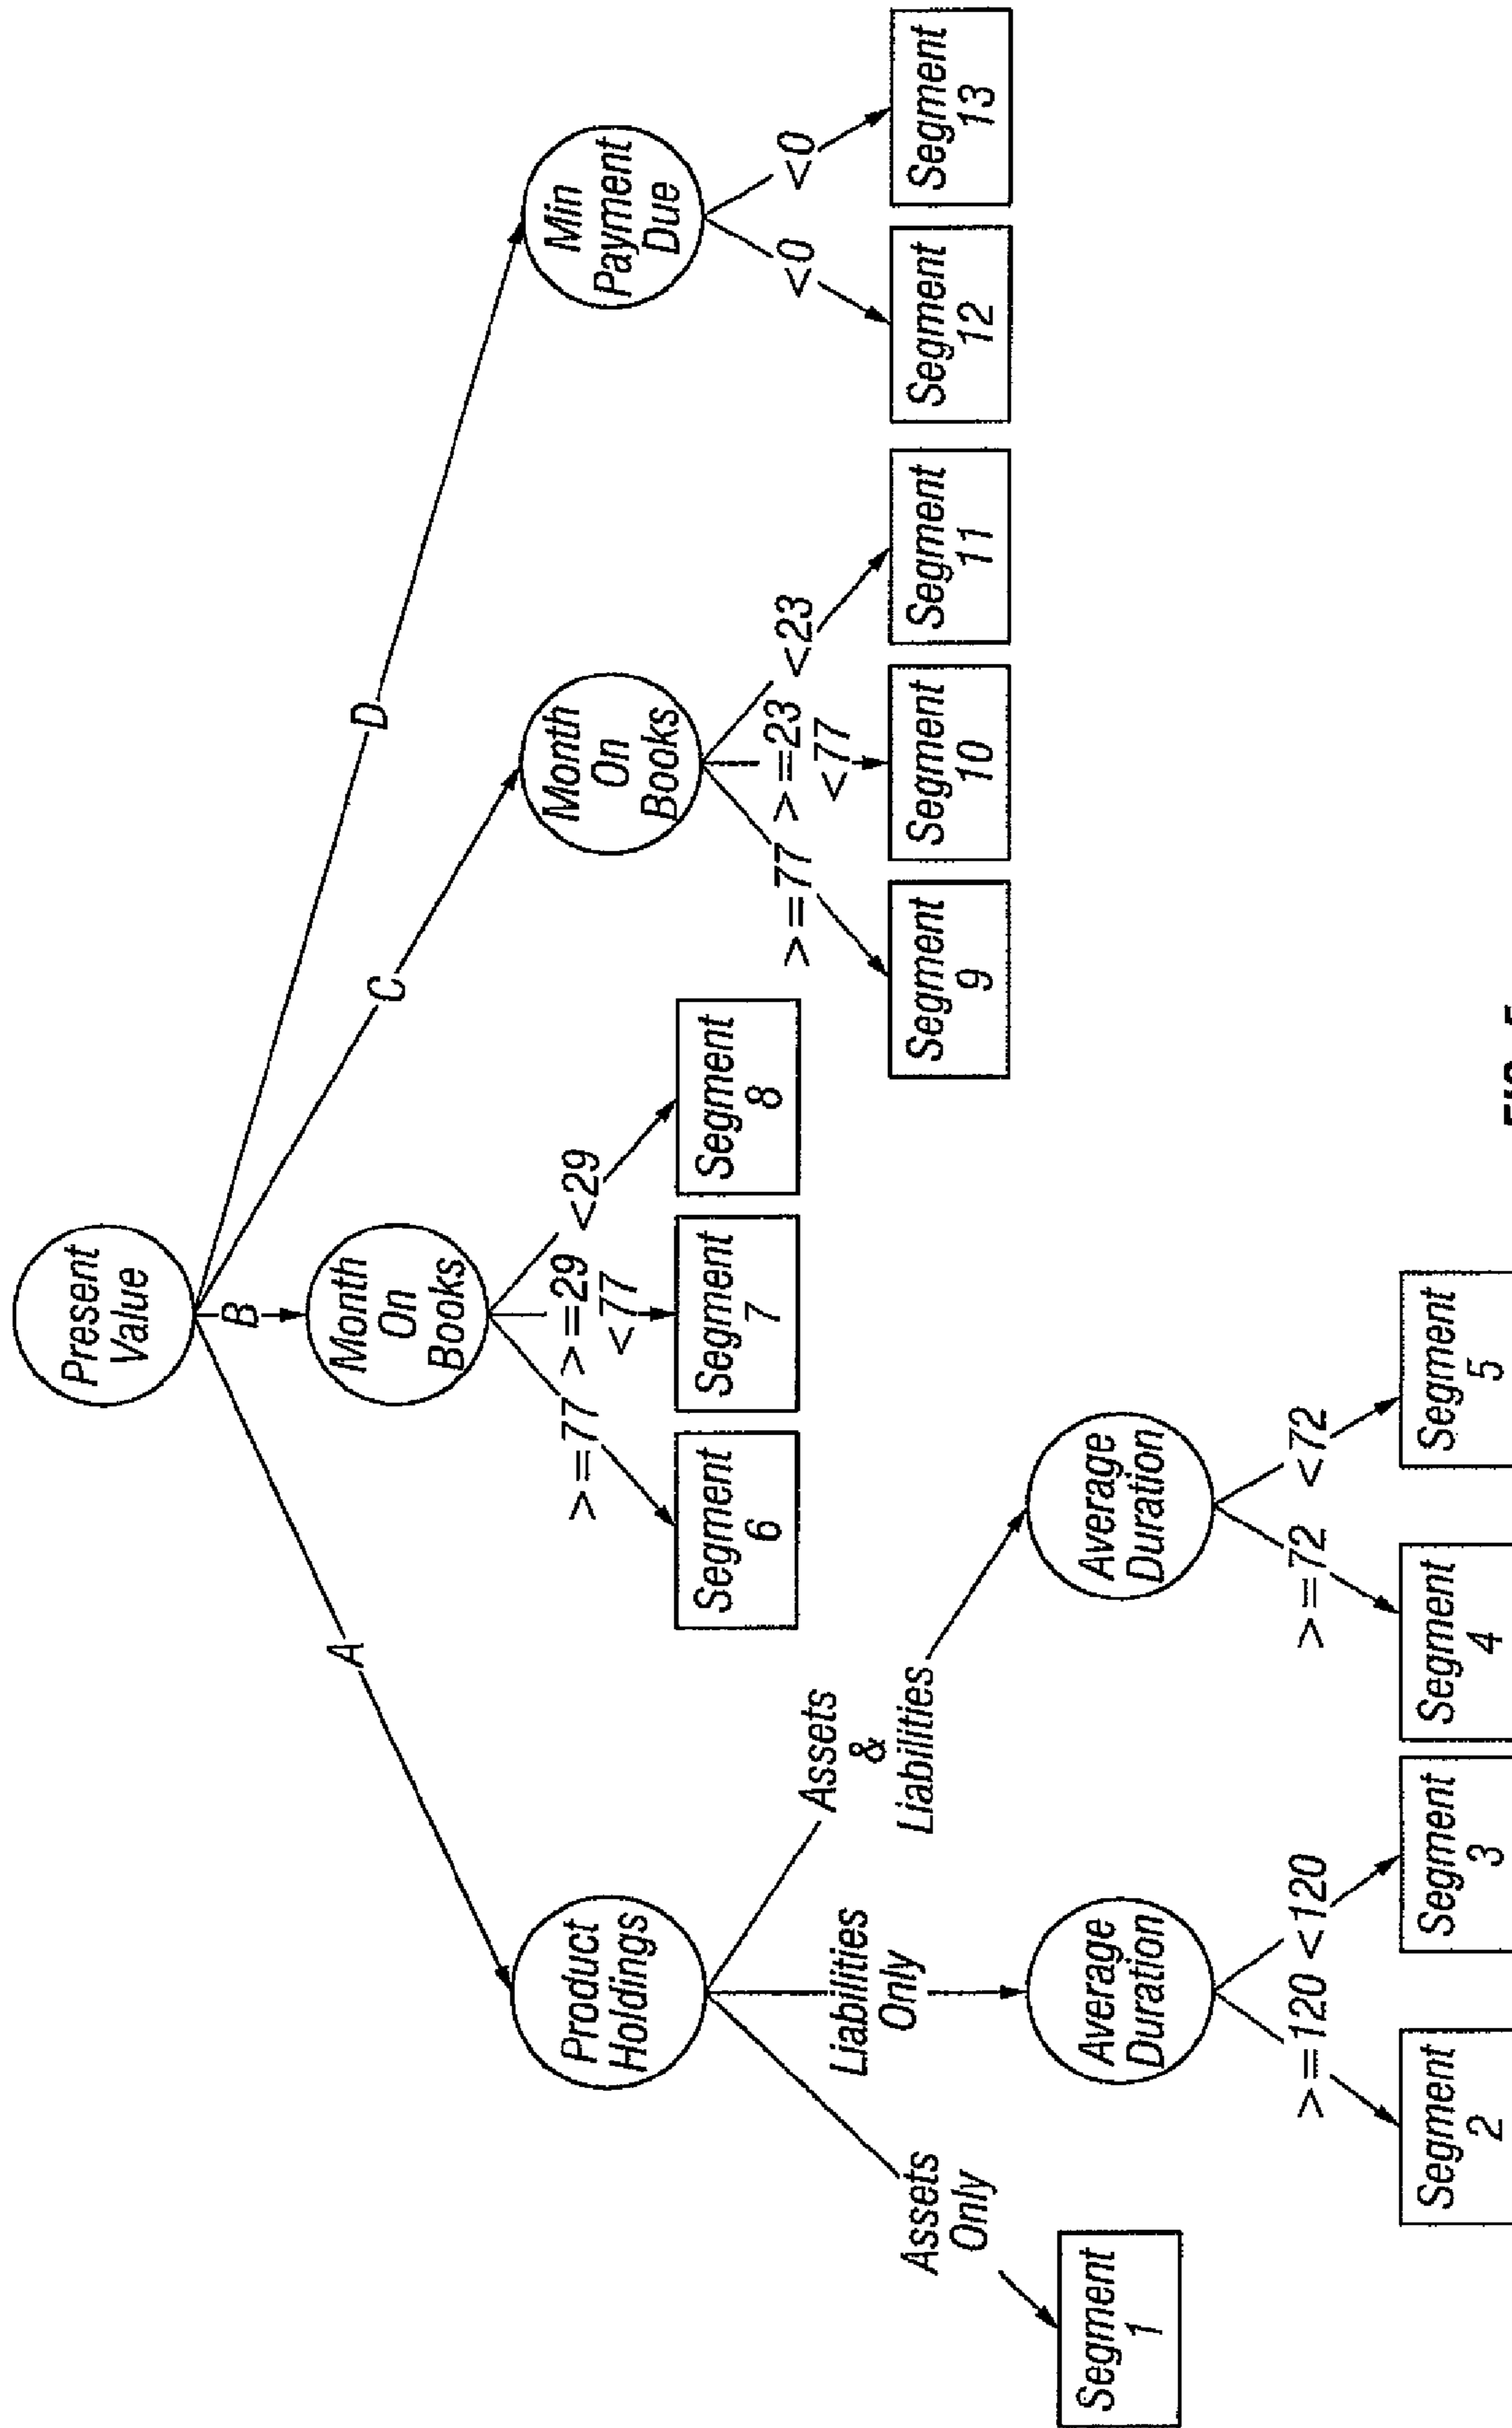 Present
Value
A
B
C
D
Product
Holdings
Month
On
Books
Month
On
Books
Min
Payment
Due
>=77
>=29
<77
<29
Segment
6
Segment
7
Segment
8
>=77
>=23
<77
<23
Segment
9
Segment
10
Segment
11
<0
<0
Segment
12
Segment
13
Assets
Only
Liabilities
Only
Assets
&
Liabilities
Segment
1
Average
Duration
Average
Duration
>=120
<120
>=72
<72
Segment
2
Segment
3
Segment
4
Segment
5